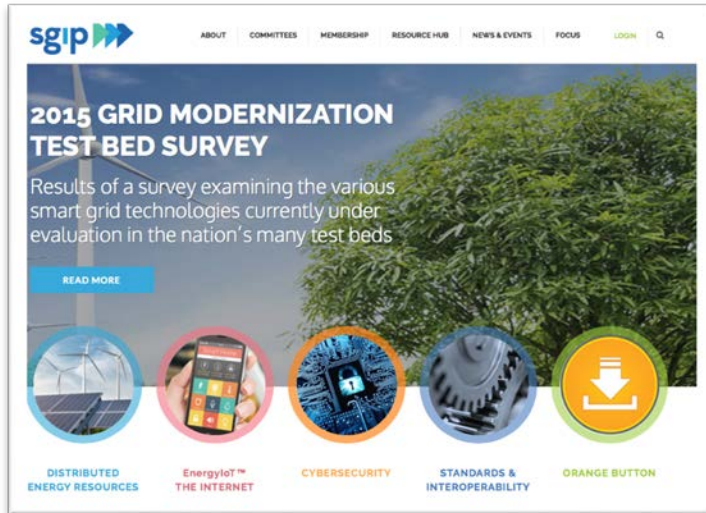 sgip
ABOUT
COMMITTEES
MEMBERSHIP
RESOURCE HUB
NEWS & EVENTS
FOCUS
LOGIN
2015 GRID MODERNIZATION
TEST BED SURVEY
Results of a survey examining the various
smart grid technologies currently under
evaluation in the nation's many test beds
READ MORE
DISTRIBUTED
ENERGY RESOURCES
EnergyIoT™
THE INTERNET
CYBERSECURITY
STANDARDS &
INTEROPERABILITY
ORANGE BUTTON